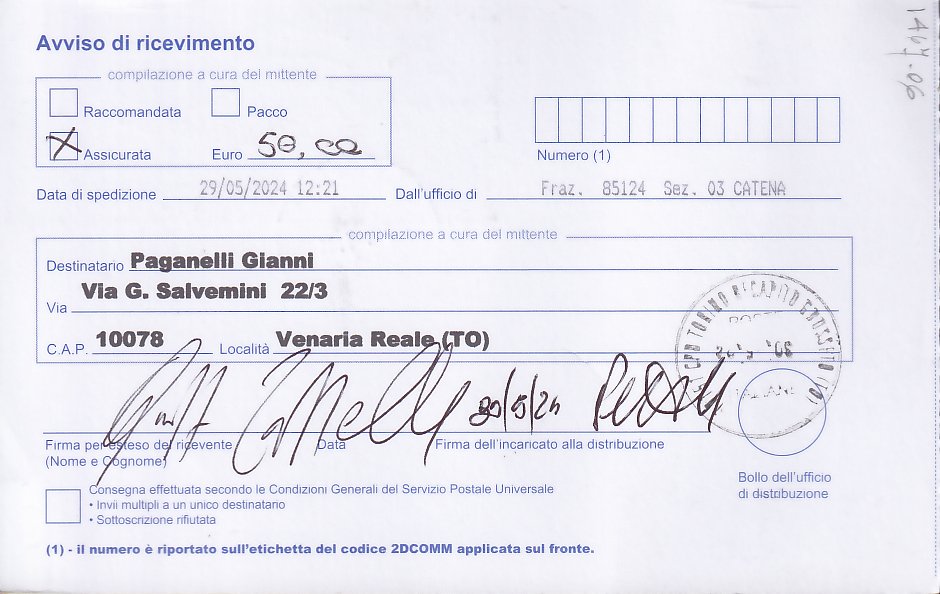 Avviso di ricevimento
1447.06
compilazione a cura del mittente
Raccomandata Pacco
X Assicurata Euro 50,00
Numero (1)
Data di spedizione 29/05/2024 12:21 Dall'ufficio di Fraz. 85124 Sez. 03 CATENA
compilazione a cura del mittente
Destinatario Paganelli Gianni
Via G. Salvemini 22/3
C.A.P. 10078 Località Venaria Reale (TO)
30/5/24
Firma per esteso del ricevente Data Firma dell'incaricato alla distribuzione
(Nome e Cognome)
Bollo dell'ufficio
di distribuzione
Consegna effettuata secondo le Condizioni Generali del Servizio Postale Universale
• Invii multipli a un unico destinatario
• Sottoscrizione rifiutata
(1) - il numero è riportato sull'etichetta del codice 2DCOMM applicata sul fronte.